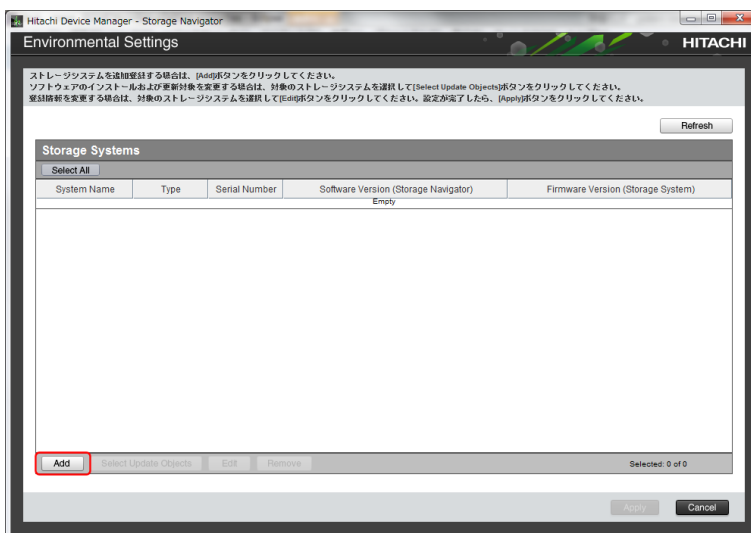 Hitachi Device Manager - Storage Navigator
Environmental Settings
HITACHI
ストレージシステムを追加登録する場合は、[Add]ボタンをクリックしてください。
ソフトウェアのインストールおよび更新対象を変更する場合は、対象のストレージシステムを選択して[Select Update Objects]ボタンをクリックしてください。
登録情報を変更する場合は、対象のストレージシステムを選択して[Edit]ボタンをクリックしてください。設定が完了したら、[Apply]ボタンをクリックしてください。
Refresh
Storage Systems
Select All
System Name Type Serial Number Software Version (Storage Navigator) Firmware Version (Storage System)
Empty
Add Select Update Objects Edit Remove Selected: 0 of 0
Apply Cancel